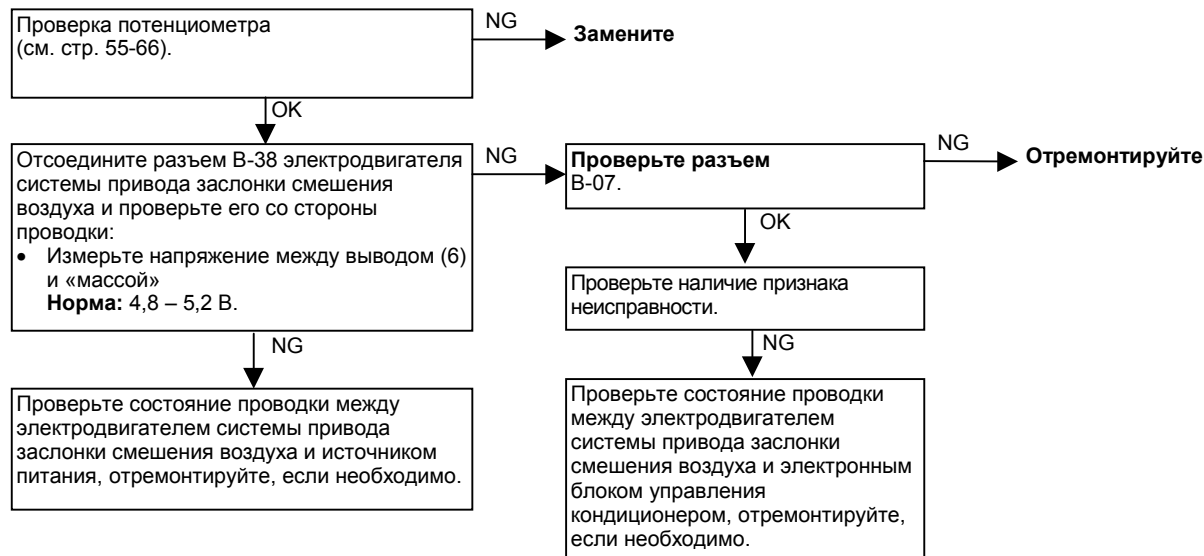 Проверка потенциометра
(см. стр. 55-66).
NG
Замените
OK
Отсоедините разъем В-38 электродвигателя
системы привода заслонки смешения
воздуха и проверьте его со стороны
проводки:
• Измерьте напряжение между выводом (6)
и «массой»
Норма: 4,8 – 5,2 В.
NG
Проверьте разъем
В-07.
NG
Отремонтируйте
OK
Проверьте наличие признака
неисправности.
NG
Проверьте состояние проводки между
электродвигателем системы привода
заслонки смешения воздуха и источником
питания, отремонтируйте, если необходимо.
NG
Проверьте состояние проводки
между электродвигателем
системы привода заслонки
смешения воздуха и электронным
блоком управления
кондиционером, отремонтируйте,
если необходимо.